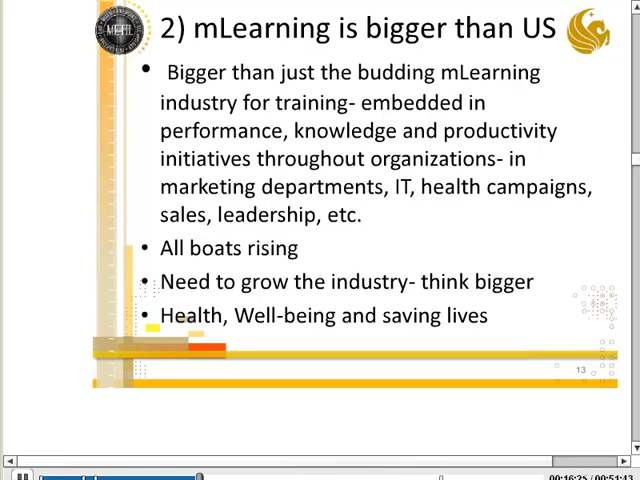 2) mLearning is bigger than US
• Bigger than just the budding mLearning
industry for training- embedded in
performance, knowledge and productivity
initiatives throughout organizations- in
marketing departments, IT, health campaigns,
sales, leadership, etc.
• All boats rising
• Need to grow the industry- think bigger
• Health, Well-being and saving lives
13